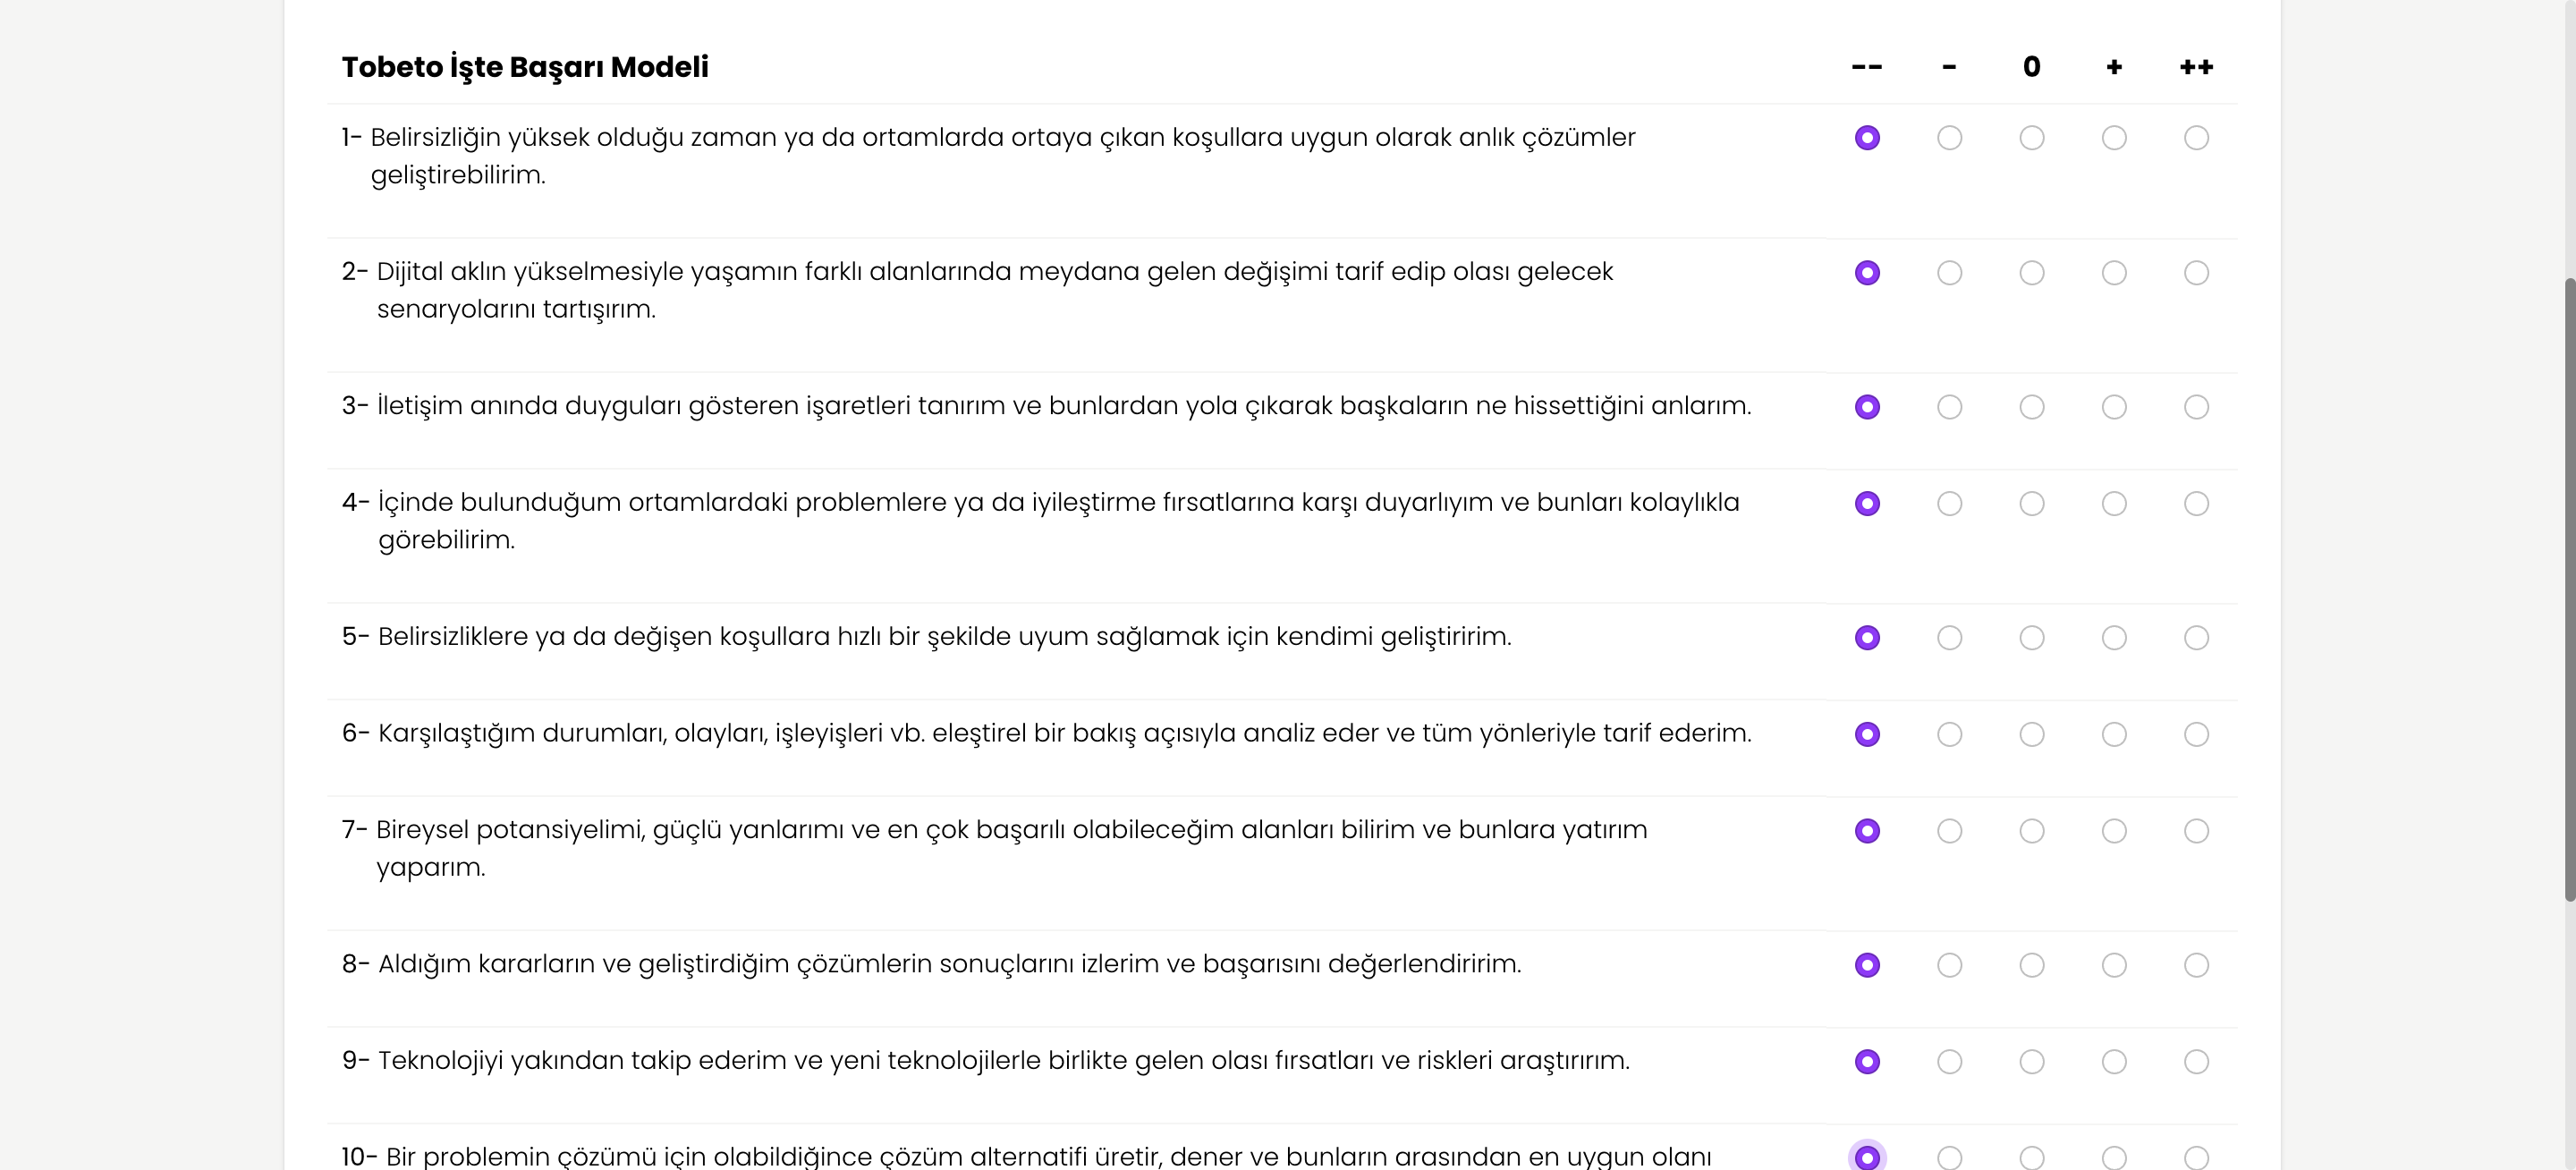 Tobeto İşte Başarı Modeli -- - 0 + ++
1- Belirsizliğin yüksek olduğu zaman ya da ortamlarda ortaya çıkan koşullara uygun olarak anlık çözümler
geliştirebilirim.
2- Dijital aklın yükselmesiyle yaşamın farklı alanlarında meydana gelen değişimi tarif edip olası gelecek
senaryolarını tartışırım.
3- İletişim anında duyguları gösteren işaretleri tanırım ve bunlardan yola çıkarak başkaların ne hissettiğini anlarım.
4- İçinde bulunduğum ortamlardaki problemlere ya da iyileştirme fırsatlarına karşı duyarlıyım ve bunları kolaylıkla
görebilirim.
5- Belirsizliklere ya da değişen koşullara hızlı bir şekilde uyum sağlamak için kendimi geliştiririm.
6- Karşılaştığım durumları, olayları, işleyişleri vb. eleştirel bir bakış açısıyla analiz eder ve tüm yönleriyle tarif ederim.
7- Bireysel potansiyelimi, güçlü yanlarımı ve en çok başarılı olabileceğim alanları bilirim ve bunlara yatırım
yaparım.
8- Aldığım kararların ve geliştirdiğim çözümlerin sonuçlarını izlerim ve başarısını değerlendiririm.
9- Teknolojiyi yakından takip ederim ve yeni teknolojilerle birlikte gelen olası fırsatları ve riskleri araştırırım.
10- Bir problemin çözümü için olabildiğince çözüm alternatifi üretir, dener ve bunların arasından en uygun olanı